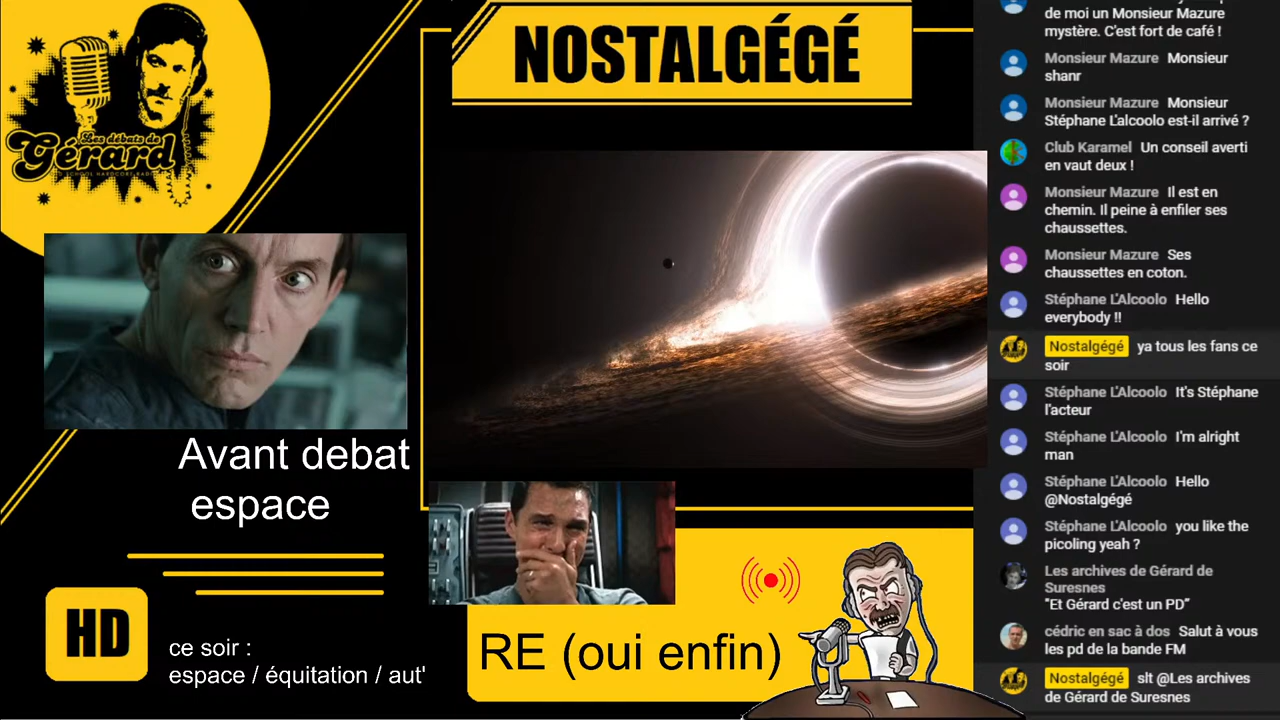 Les débats de
Gérard
NOSTALGÉGÉ
Avant debat
espace
HD
ce soir :
espace / équitation / aut'
RE (oui enfin)
de moi un Monsieur Mazure
mystère. C'est fort de café !
Monsieur Mazure Monsieur
shanr
Monsieur Mazure Monsieur
Stéphane L'alcoolo est-il arrivé ?
Club Karamel Un conseil averti
en vaut deux !
Monsieur Mazure Il est en
chemin. Il peine à enfiler ses
chaussettes.
Monsieur Mazure Ses
chaussettes en coton.
Stéphane L'Alcoolo Hello
everybody !!
Nostalgégé ya tous les fans ce
soir
Stéphane L'Alcoolo It's Stéphane
l'acteur
Stéphane L'Alcoolo I'm alright
man
Stéphane L'Alcoolo Hello
@Nostalgégé
Stéphane L'Alcoolo you like the
picoling yeah ?
Les archives de Gérard de
Suresnes
"Et Gérard c'est un PD"
cédric en sac à dos Salut à vous
les pd de la bande FM
Nostalgégé slt @Les archives
de Gérard de Suresnes